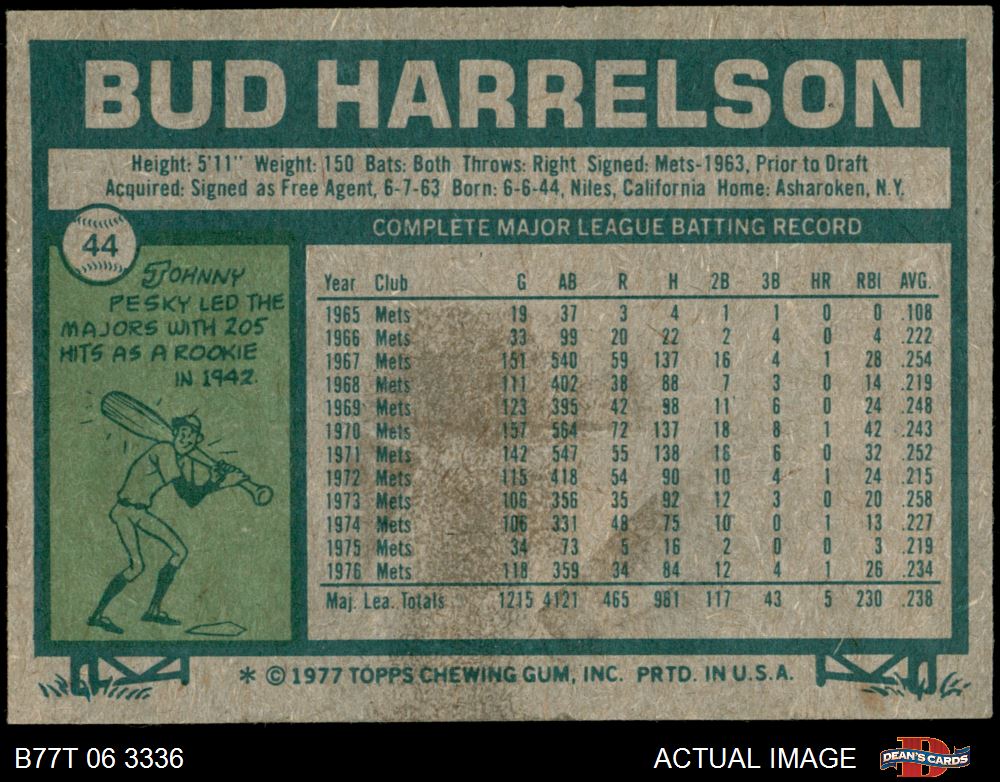 BUD HARRELSON
Height: 5'11" Weight: 150 Bats: Both Throws: Right Signed: Mets-1963, Prior to Draft
Acquired: Signed as Free Agent, 6-7-63 Born: 6-6-44, Niles, California Home: Asharoken, N.Y.
44
JOHNNY
PESKY LED THE
MAJORS WITH 205
HITS AS A ROOKIE
IN 1942.
COMPLETE MAJOR LEAGUE BATTING RECORD
Year Club G AB R H 2B 3B HR RBI AVG.
1965 Mets 19 37 3 4 1 1 0 0 .108
1966 Mets 33 99 20 22 2 4 0 4 .222
1967 Mets 151 540 59 137 16 4 1 28 .254
1968 Mets 111 402 38 88 7 3 0 14 .219
1969 Mets 123 395 42 98 11 6 0 24 .248
1970 Mets 157 564 72 137 18 8 1 42 .243
1971 Mets 142 547 55 138 16 6 0 32 .252
1972 Mets 115 418 54 90 10 4 1 24 .215
1973 Mets 106 356 35 92 12 3 0 20 .258
1974 Mets 106 331 48 75 10 0 1 13 .227
1975 Mets 34 73 5 16 2 0 0 3 .219
1976 Mets 118 359 34 84 12 4 1 26 .234
Maj. Lea. Totals 1215 4121 465 981 117 43 5 230 .238
* © 1977 TOPPS CHEWING GUM, INC. PRTD. IN U.S.A.
B77T 06 3336
ACTUAL IMAGE
DEAN'S CARDS